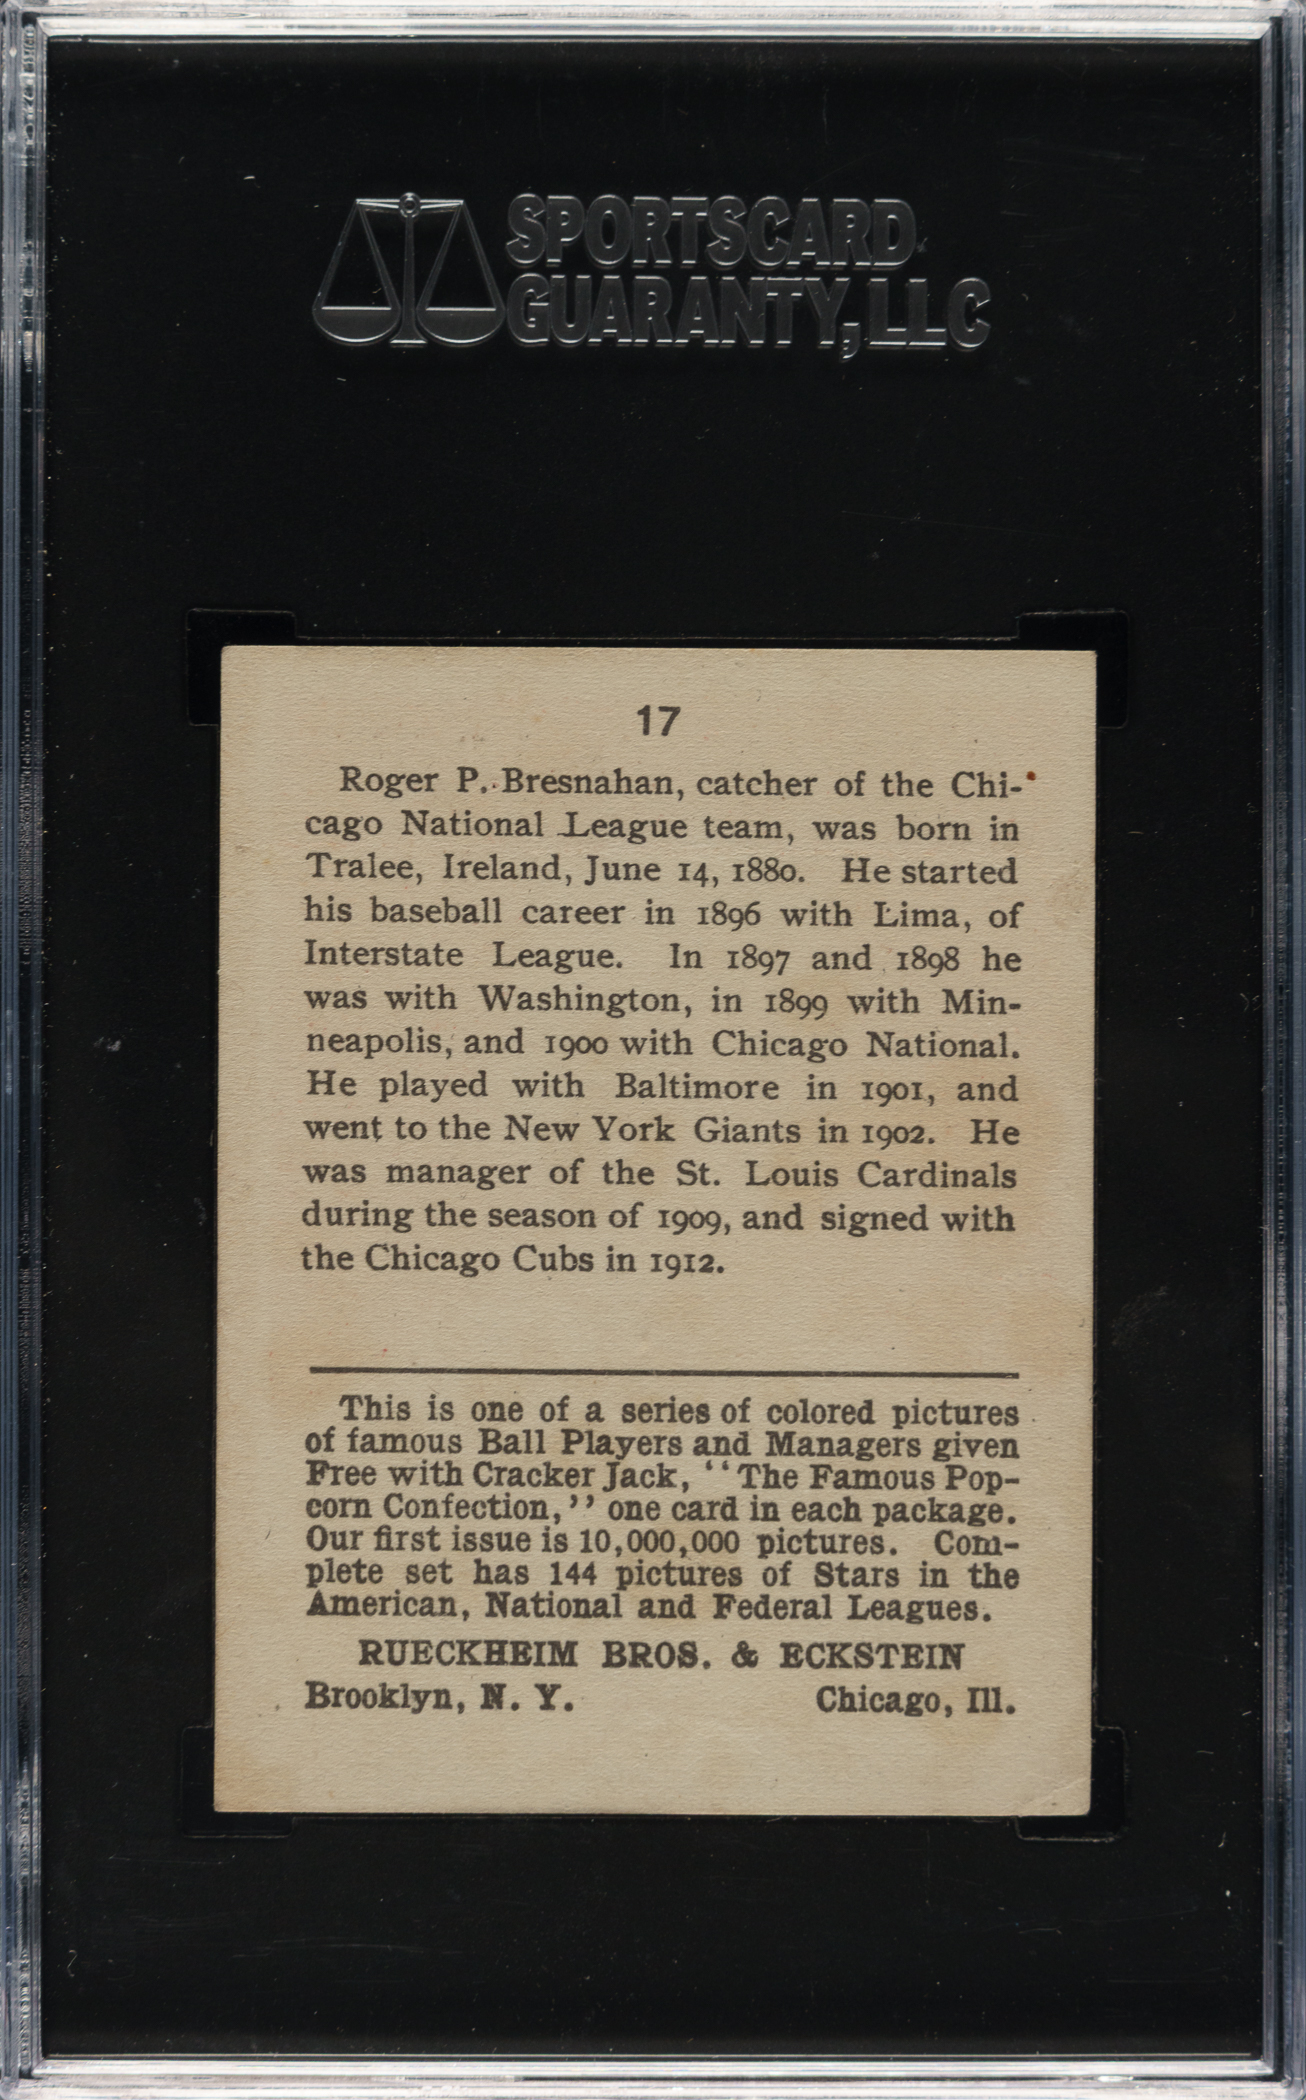 SPORTSCARD
GUARANTY, LLC
17
Roger P. Bresnahan, catcher of the Chi-
cago National League team, was born in
Tralee, Ireland, June 14, 1880. He started
his baseball career in 1896 with Lima, of
Interstate League. In 1897 and 1898 he
was with Washington, in 1899 with Min-
neapolis, and 1900 with Chicago National.
He played with Baltimore in 1901, and
went to the New York Giants in 1902. He
was manager of the St. Louis Cardinals
during the season of 1909, and signed with
the Chicago Cubs in 1912.
This is one of a series of colored pictures
of famous Ball Players and Managers given
Free with Cracker Jack, ‘‘The Famous Pop-
corn Confection,’’ one card in each package.
Our first issue is 10,000,000 pictures. Com-
plete set has 144 pictures of Stars in the
American, National and Federal Leagues.
RUECKHEIM BROS. & ECKSTEIN
Brooklyn, N. Y. Chicago, Ill.